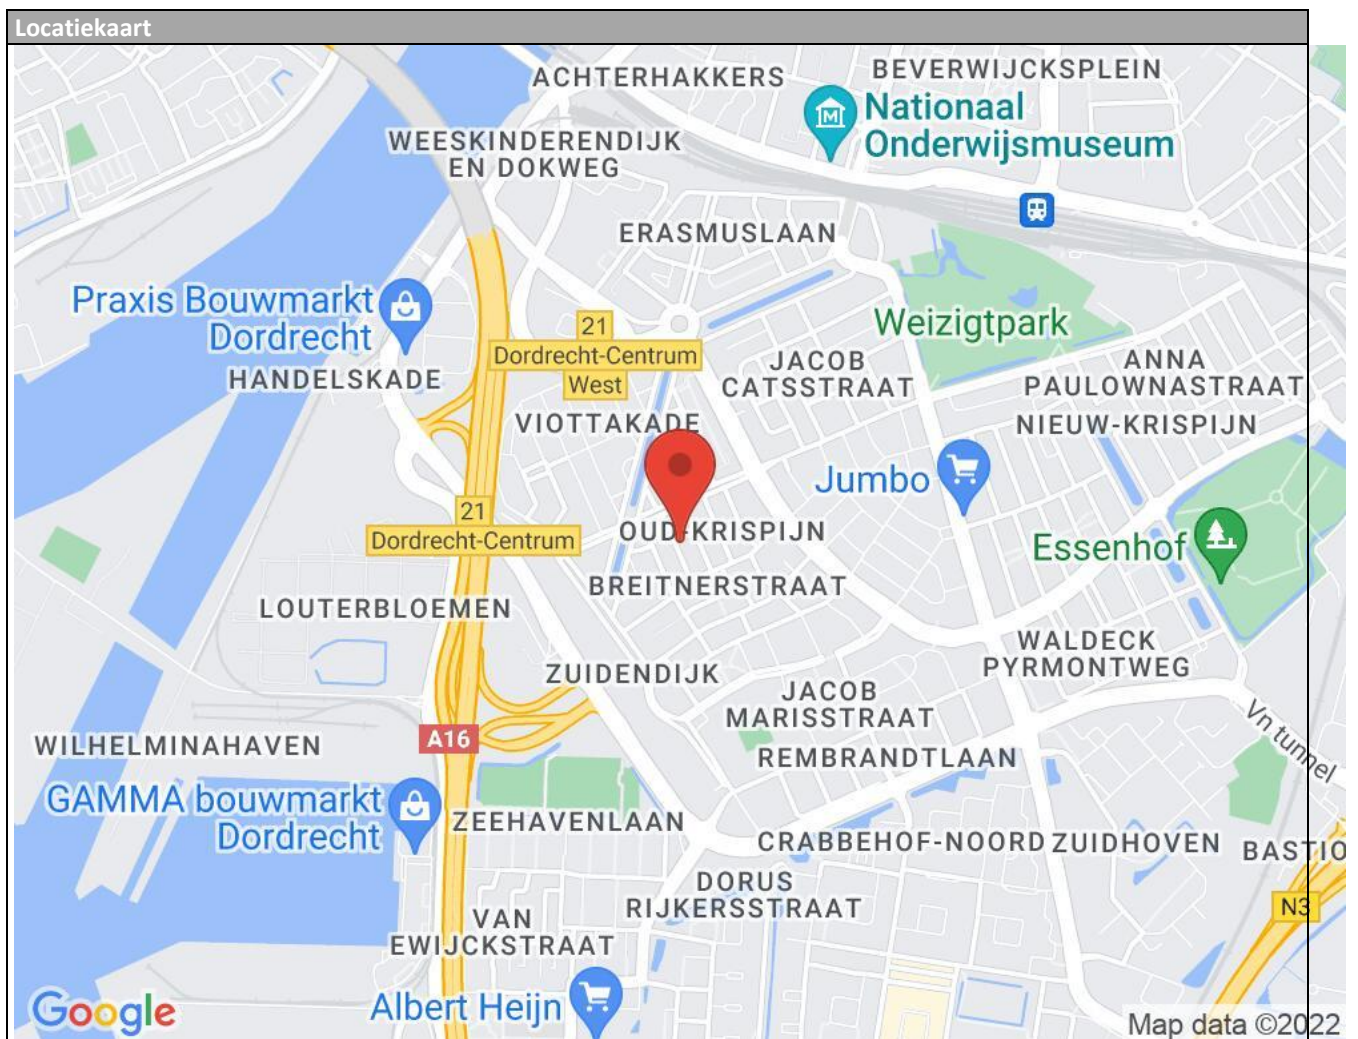 Locatiekaart
ACHTERHAKKERS
BEVERWIJCKSPLEIN
Nationaal
Onderwijsmuseum
WEESKINDERENDIJK
EN DOKWEG
ERASMUSLAAN
Praxis Bouwmarkt
Dordrecht
HANDELSKADE
21
Dordrecht-Centrum
West
Weizigtpark
JACOB
CATSSTRAAT
ANNA
PAULOWNASTRAAT
VIOTTAKADE
NIEUW-KRISPIJN
Jumbo
21
Dordrecht-Centrum
OUD-KRISPIJN
Essenhof
BREITNERSTRAAT
LOUTERBLOEMEN
WALDECK
PYRMONTWEG
ZUIDENDIJK
JACOB
MARISSTRAAT
Vn tunnel
A16
WILHELMINAHAVEN
REMBRANDTLAAN
GAMMA bouwmarkt
Dordrecht
ZEEHAVENLAAN
CRABBEHOF-NOORD
ZUIDHOVEN
BASTIO
DORUS
RIJKERSSTRAAT
N3
VAN
EWIJCKSTRAAT
Albert Heijn
Google
Map data ©2022